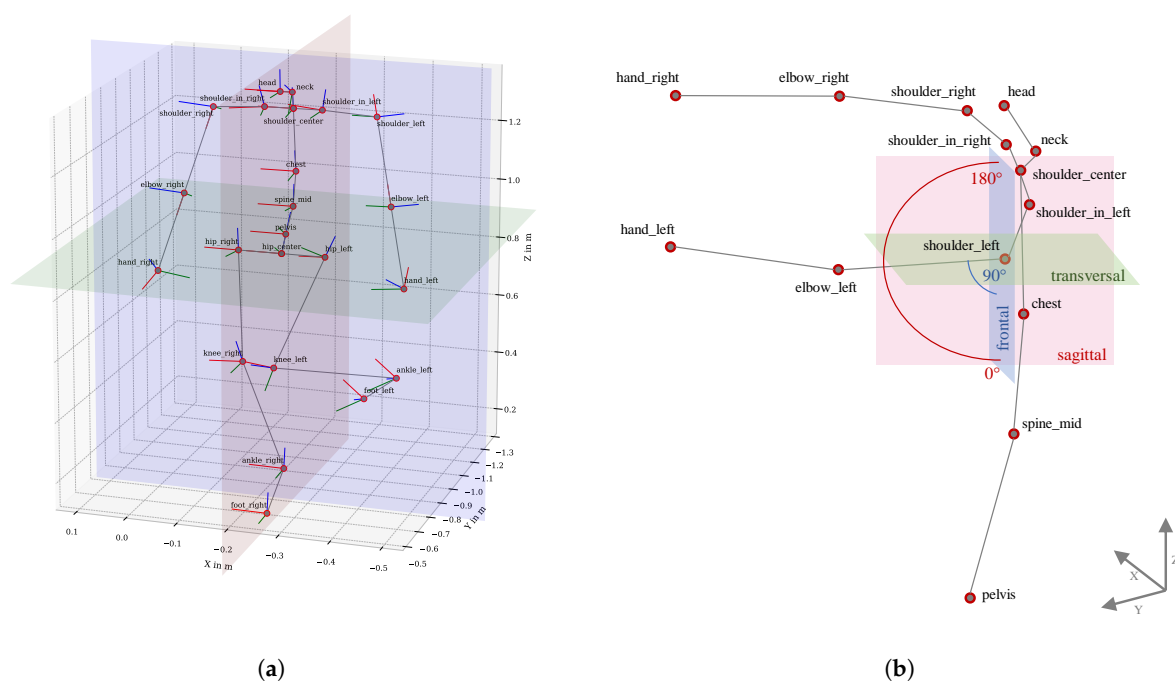 head
neck
shoulder_in_right
shoulder_in_left
shoulder_right
shoulder_center
shoulder_left
chest
elbow_right
spine_mid
elbow_left
pelvis
hip_right
hip_center
hip_left
hand_right
hand_left
knee_right
knee_left
ankle_left
foot_left
ankle_right
foot_right
1.2
1.0
0.8
0.6
0.4
0.2
Z in m
−1.3
−1.2
−1.1
−1.0
−0.9
−0.8
−0.7
−0.6
−0.5
Y in m
0.1
0.0
−0.1
−0.2
−0.3
−0.4
−0.5
X in m
(a)
hand_right
elbow_right
shoulder_right
head
shoulder_in_right
neck
180°
shoulder_center
shoulder_in_left
hand_left
shoulder_left
90°
transversal
elbow_left
chest
frontal
sagittal
0°
spine_mid
pelvis
X
Y
Z
(b)